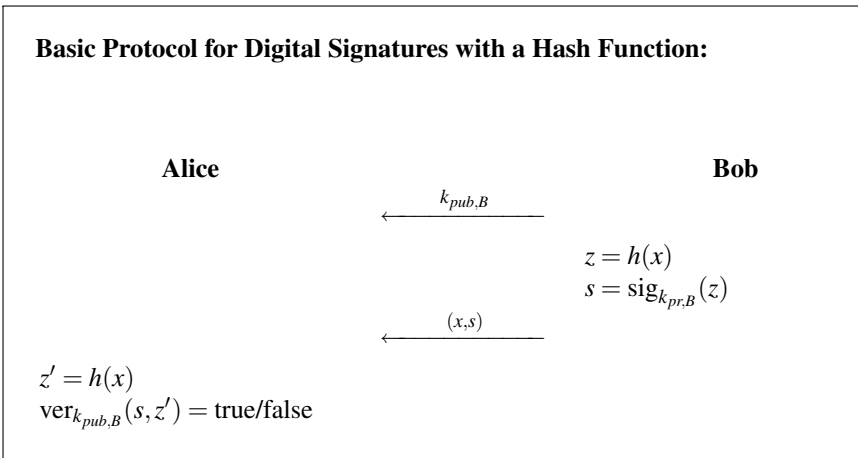 Basic Protocol for Digital Signatures with a Hash Function:
Alice Bob
k_{pub,B}
z = h(x)
s = sig_{k_{pr,B}}(z)
(x,s)
z′ = h(x)
ver_{k_{pub,B}}(s,z′) = true/false